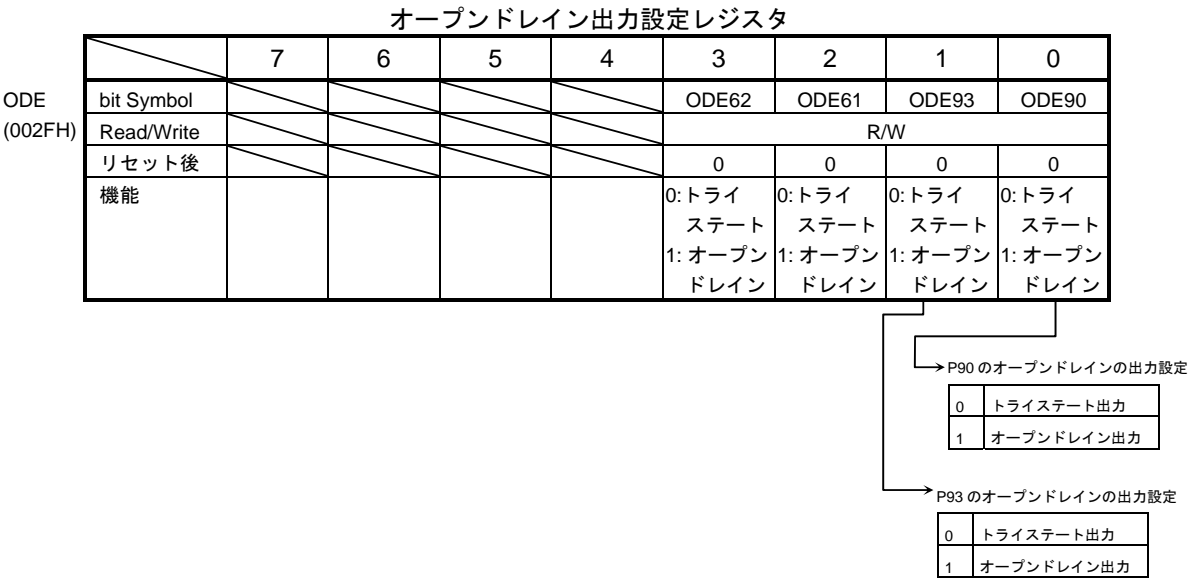 オープンドレイン出力設定レジスタ
7 6 5 4 3 2 1 0
ODE bit Symbol ODE62 ODE61 ODE93 ODE90
(002FH) Read/Write R/W
リセット後 0 0 0 0
機能 0:トライ 0:トライ 0:トライ 0:トライ
ステート ステート ステート ステート
1: オープン 1: オープン 1: オープン 1: オープン
ドレイン ドレイン ドレイン ドレイン
P90 のオープンドレインの出力設定
0 トライステート出力
1 オープンドレイン出力
P93 のオープンドレインの出力設定
0 トライステート出力
1 オープンドレイン出力